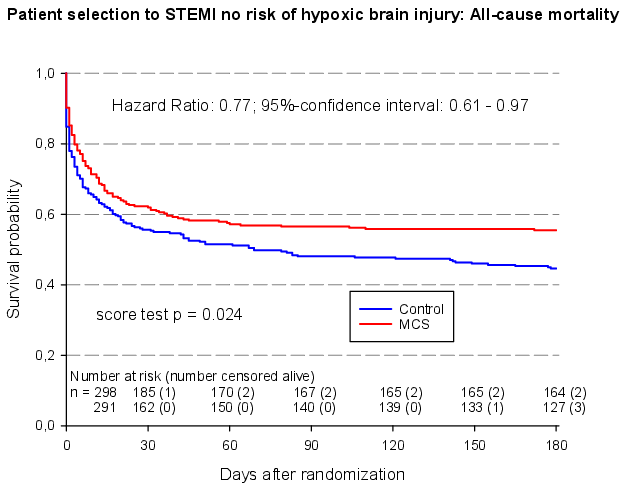 Patient selection to STEMI no risk of hypoxic brain injury: All-cause mortality
1,0
Hazard Ratio: 0.77; 95%-confidence interval: 0.61 - 0.97
0,8
0,6
Survival probability
0,4
score test p = 0.024
Control
MCS
0,2
Number at risk (number censored alive)
n = 298 185 (1) 170 (2) 167 (2) 165 (2) 165 (2) 164 (2)
291 162 (0) 150 (0) 140 (0) 139 (0) 133 (1) 127 (3)
0,0
0 30 60 90 120 150 180
Days after randomization